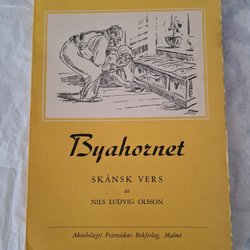 Byahornet
SKÅNSK VERS
av
NILS LUDVIG OLSSON
Aktiebolaget Framtidens Bokförlag, Malmö